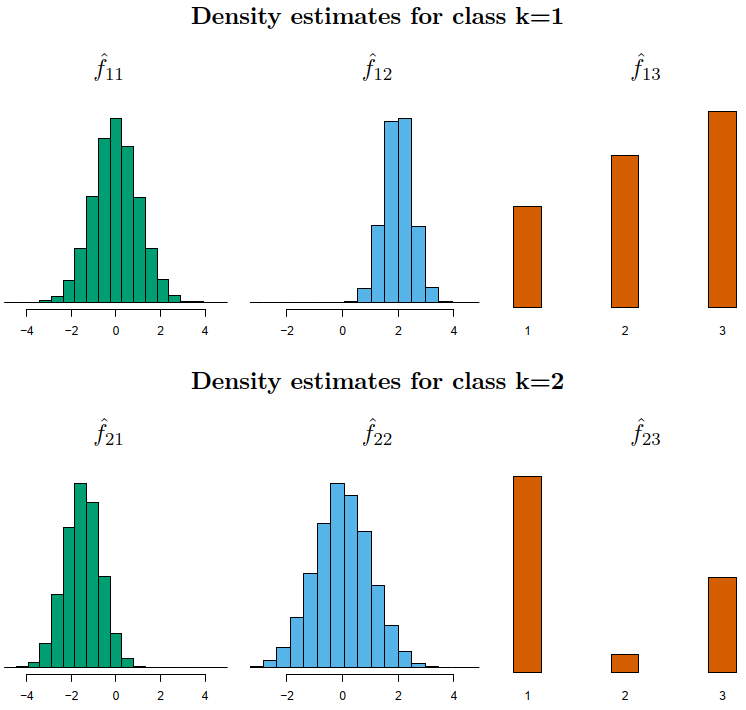 Density estimates for class k=1
f̂₁₁ f̂₁₂ f̂₁₃
−4 −2 0 2 4 −2 0 2 4 1 2 3
Density estimates for class k=2
f̂₂₁ f̂₂₂ f̂₂₃
−4 −2 0 2 4 −2 0 2 4 1 2 3